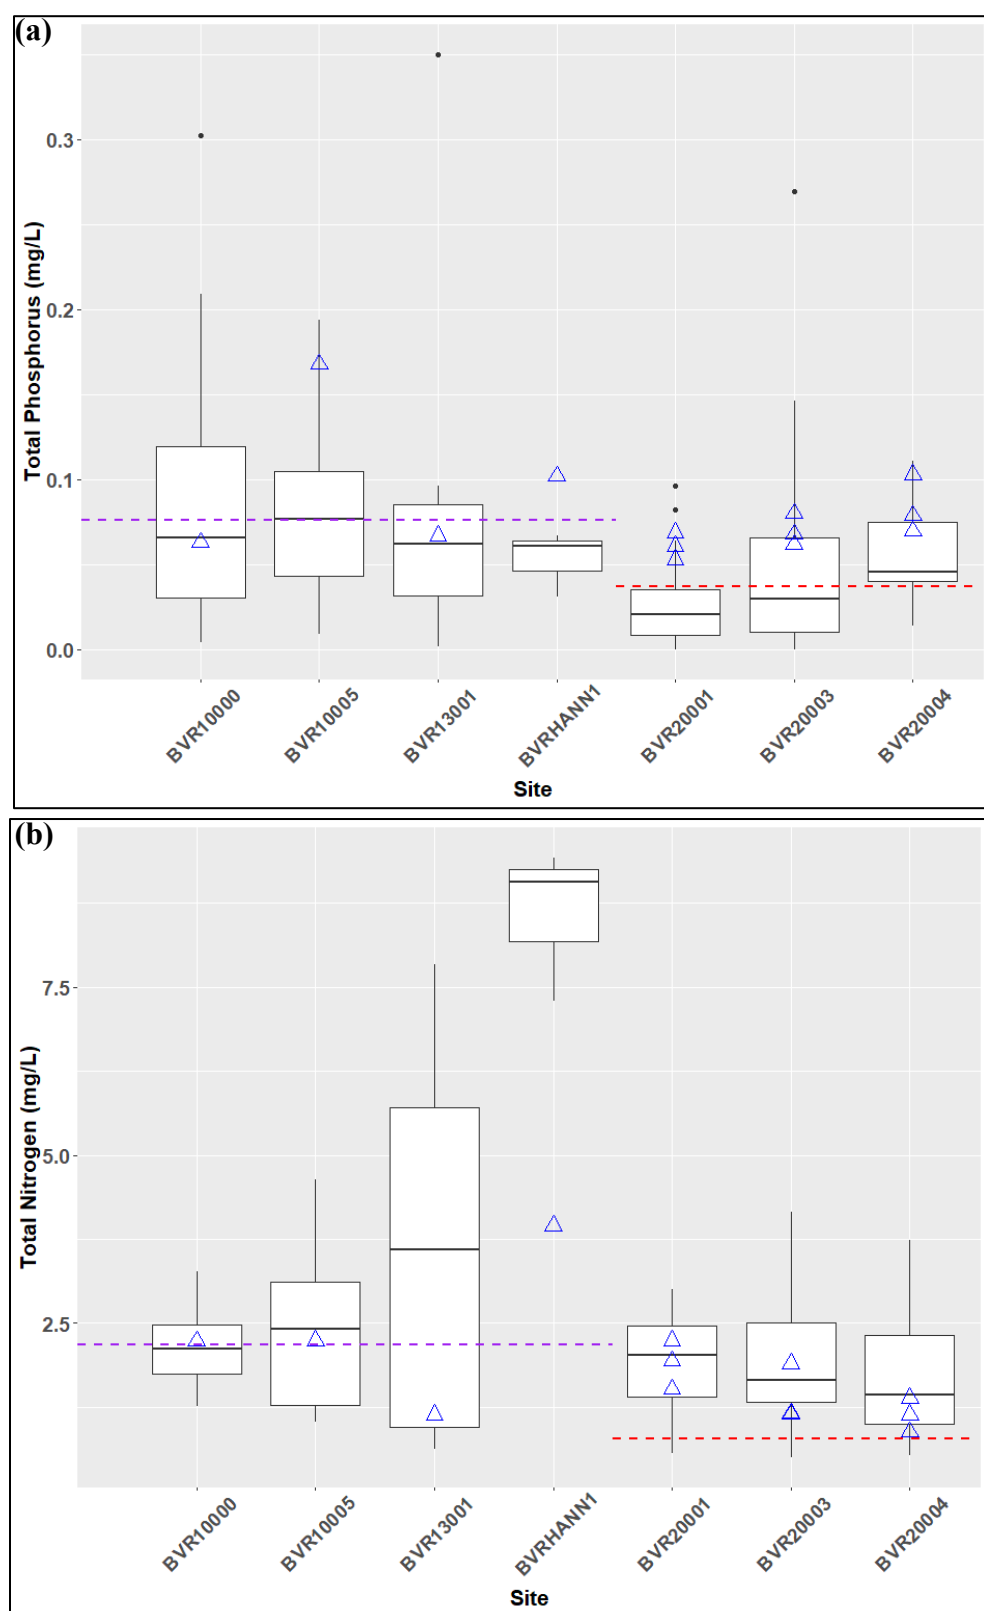 (a)
Total Phosphorus (mg/L)
0.3
0.2
0.1
0.0
BVR10000
BVR10005
BVR13001
BVRHANN1
BVR20001
BVR20003
BVR20004
Site
(b)
Total Nitrogen (mg/L)
7.5
5.0
2.5
BVR10000
BVR10005
BVR13001
BVRHANN1
BVR20001
BVR20003
BVR20004
Site